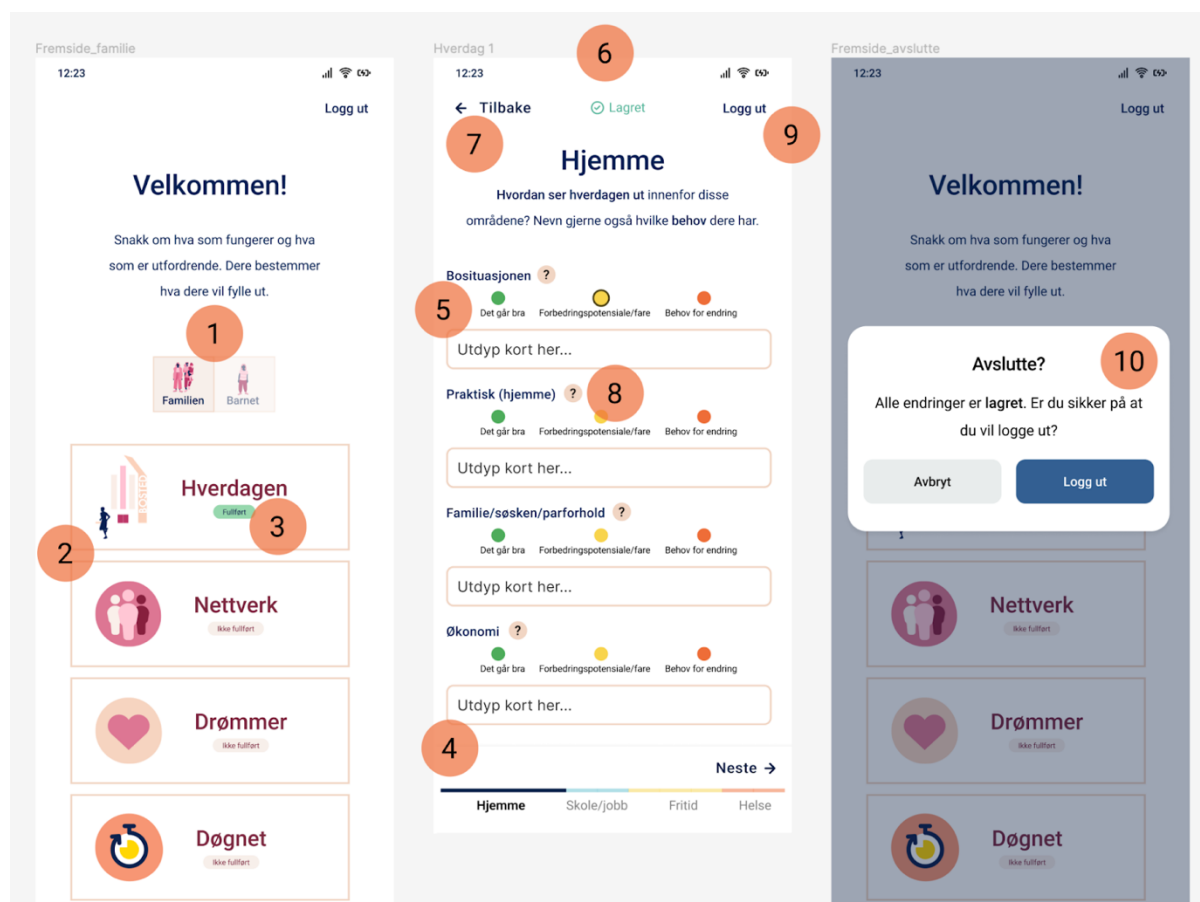 Fremside_familie
12:23
Logg ut
Velkommen!
Snakk om hva som fungerer og hva
som er utfordrende. Dere bestemmer
hva dere vil fylle ut.
1
Familien
Barnet
BOSTED
Hverdagen
Fullført
3
2
Nettverk
Ikke fullført
Drømmer
Ikke fullført
Døgnet
Ikke fullført
Hverdag 1
6
12:23
← Tilbake
Lagret
Logg ut
7
9
Hjemme
Hvordan ser hverdagen ut innenfor disse
områdene? Nevn gjerne også hvilke behov dere har.
Bosituasjonen ?
5
Det går bra Forbedringspotensiale/fare Behov for endring
Utdyp kort her...
Praktisk (hjemme) ?
8
Det går bra Forbedringspotensiale/fare Behov for endring
Utdyp kort her...
Familie/søsken/parforhold ?
Det går bra Forbedringspotensiale/fare Behov for endring
Utdyp kort her...
Økonomi ?
Det går bra Forbedringspotensiale/fare Behov for endring
Utdyp kort her...
4
Neste →
Hjemme Skole/jobb Fritid Helse
Fremside_avslutte
12:23
Logg ut
Velkommen!
Snakk om hva som fungerer og hva
som er utfordrende. Dere bestemmer
hva dere vil fylle ut.
Avslutte?
10
Alle endringer er lagret. Er du sikker på at
du vil logge ut?
Avbryt
Logg ut
Nettverk
Ikke fullført
Drømmer
Ikke fullført
Døgnet
Ikke fullført